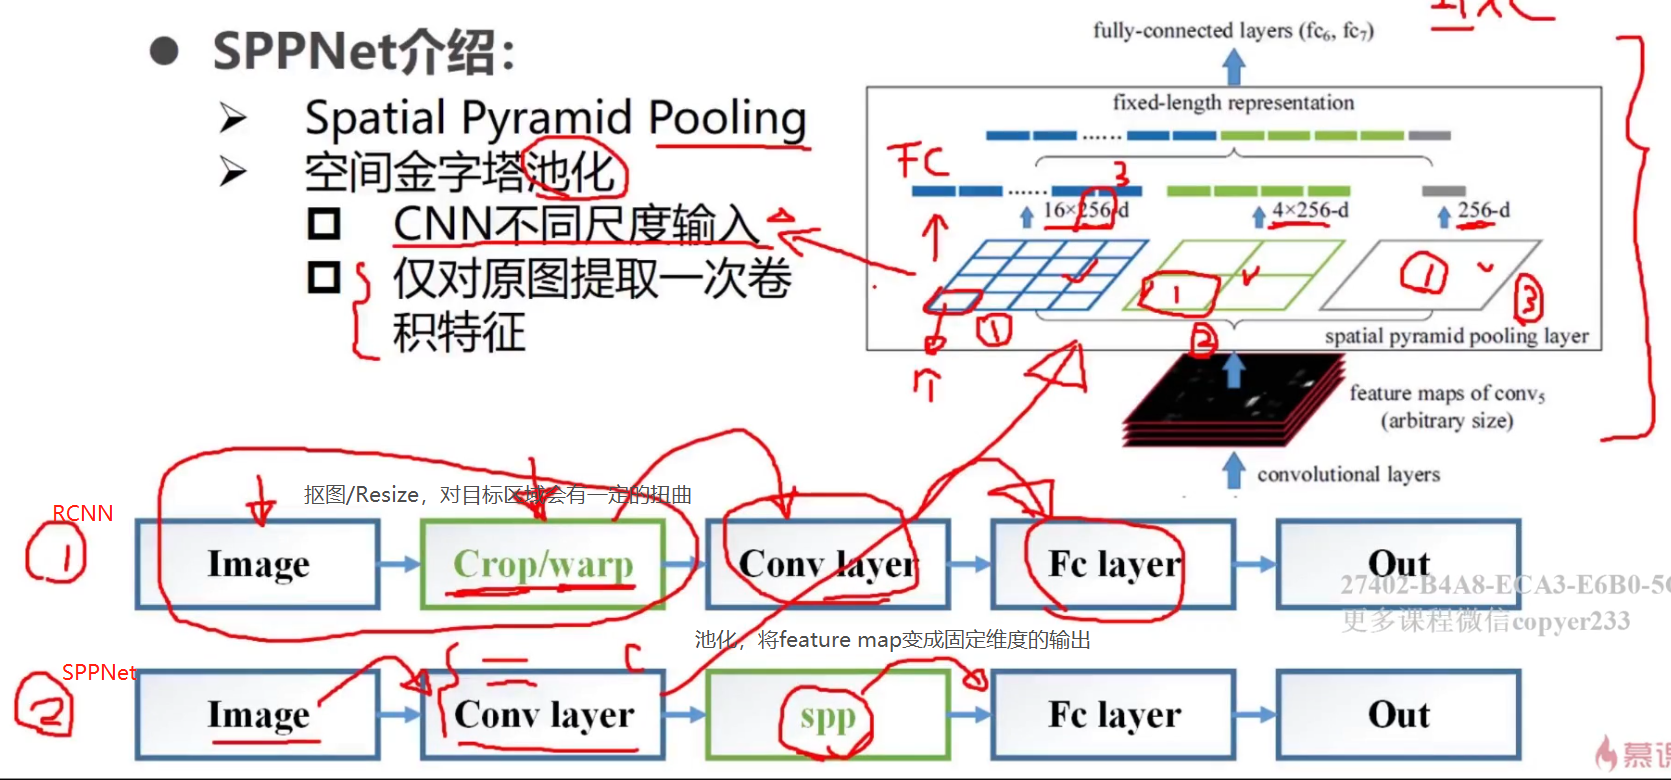 SPPNet介绍：
Spatial Pyramid Pooling
空间金字塔池化
CNN不同尺度输入
仅对原图提取一次卷
积特征
fully-connected layers (fc6, fc7)
fixed-length representation
FC
3
16×256-d
4×256-d
256-d
1
1
1
2
3
spatial pyramid pooling layer
feature maps of conv5
(arbitrary size)
convolutional layers
抠图/Resize，对目标区域会有一定的扭曲
RCNN
1
Image
Crop/warp
Conv layer
Fc layer
Out
27402-B4A8-ECA3-E6B0-5
更多课程微信copyer233
池化，将feature map变成固定维度的输出
SPPNet
2
C
Image
Conv layer
spp
Fc layer
Out
慕课